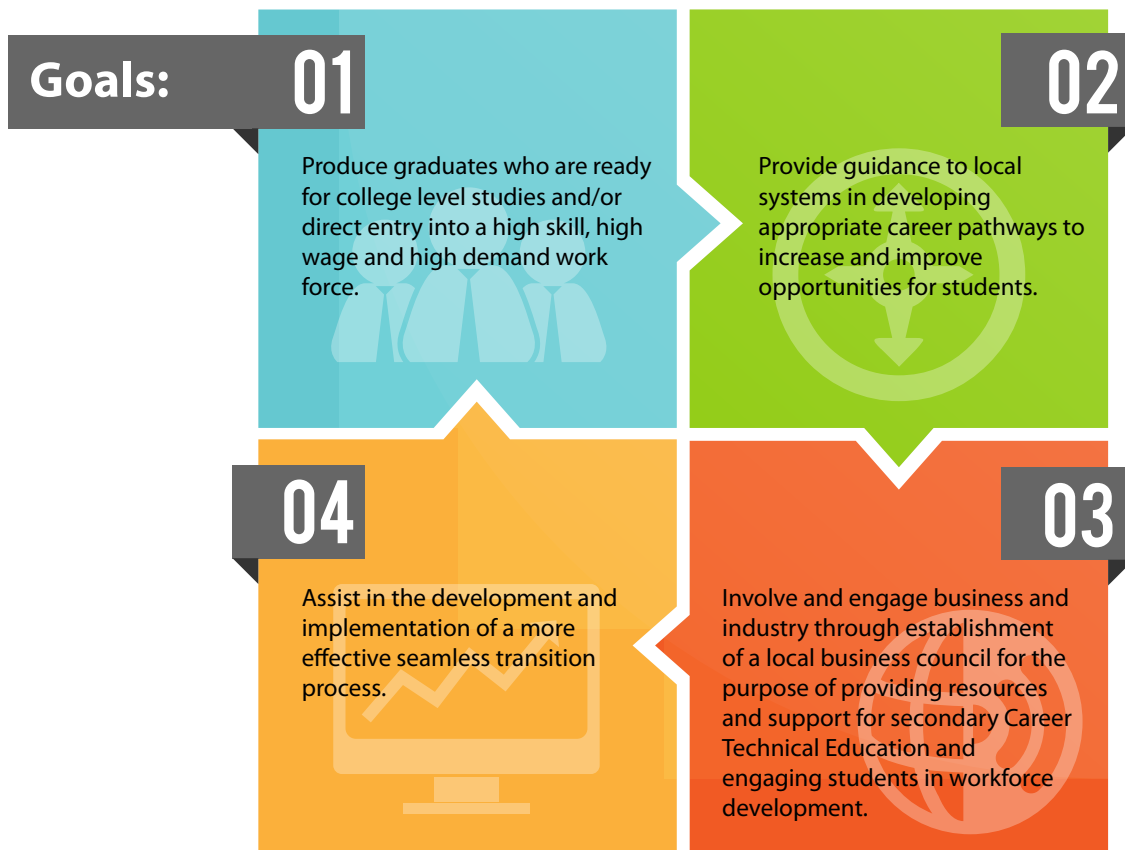 Goals:
01
Produce graduates who are ready
for college level studies and/or
direct entry into a high skill, high
wage and high demand work
force.
02
Provide guidance to local
systems in developing
appropriate career pathways to
increase and improve
opportunities for students.
03
Involve and engage business and
industry through establishment
of a local business council for the
purpose of providing resources
and support for secondary Career
Technical Education and
engaging students in workforce
development.
04
Assist in the development and
implementation of a more
effective seamless transition
process.